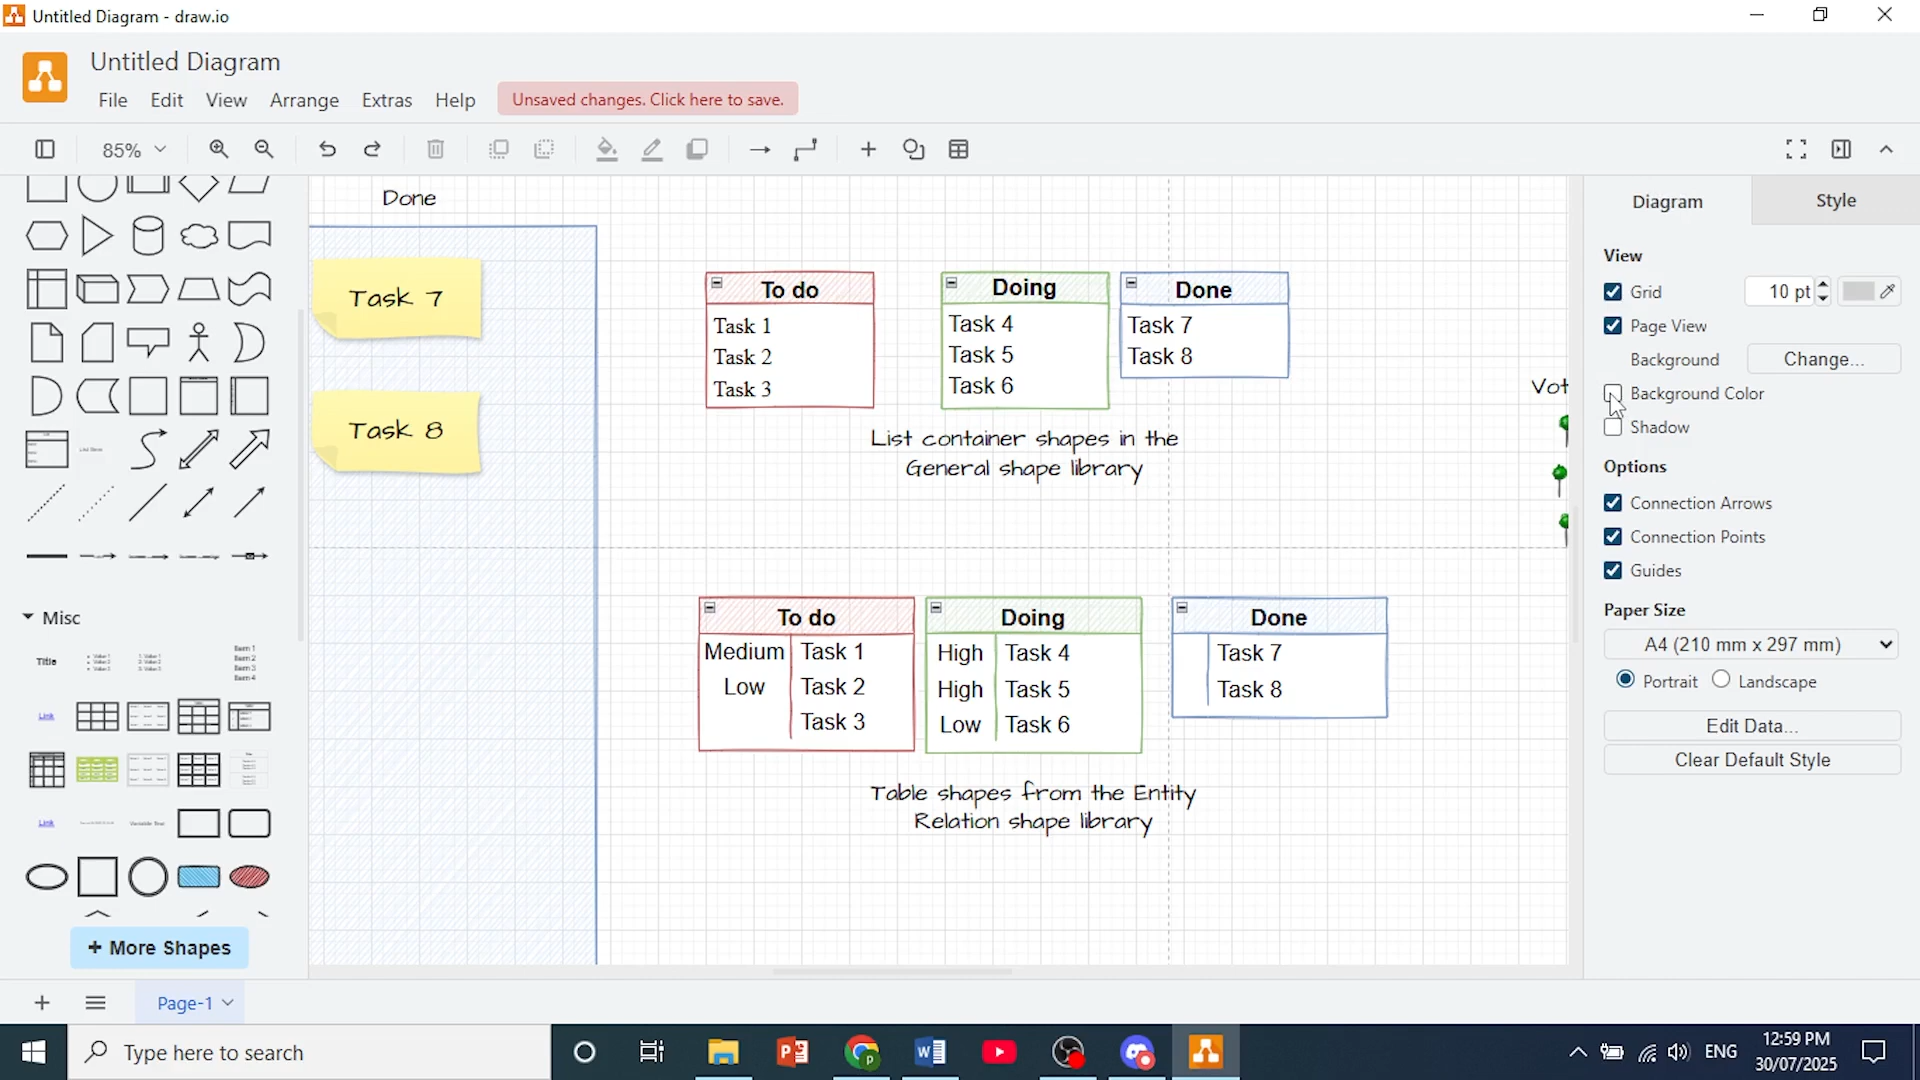 Untitled Diagram - draw.io
Untitled Diagram
File Edit View Arrange Extras Help Unsaved changes. Click here to save.
85%
Done
Task 7
Task 8
To do
Task 1
Task 2
Task 3
Doing
Task 4
Task 5
Task 6
Done
Task 7
Task 8
List container shapes in the
General shape library
Vot
To do
Medium Task 1
Low Task 2
Task 3
Doing
High Task 4
High Task 5
Low Task 6
Done
Task 7
Task 8
Table shapes from the Entity
Relation shape library
Misc
Title
Link
Link
+ More Shapes
Diagram Style
View
Grid 10 pt
Page View
Background Change...
Background Color
Shadow
Options
Connection Arrows
Connection Points
Guides
Paper Size
A4 (210 mm x 297 mm)
Portrait Landscape
Edit Data...
Clear Default Style
Page-1
Type here to search
ENG
12:59 PM
30/07/2025